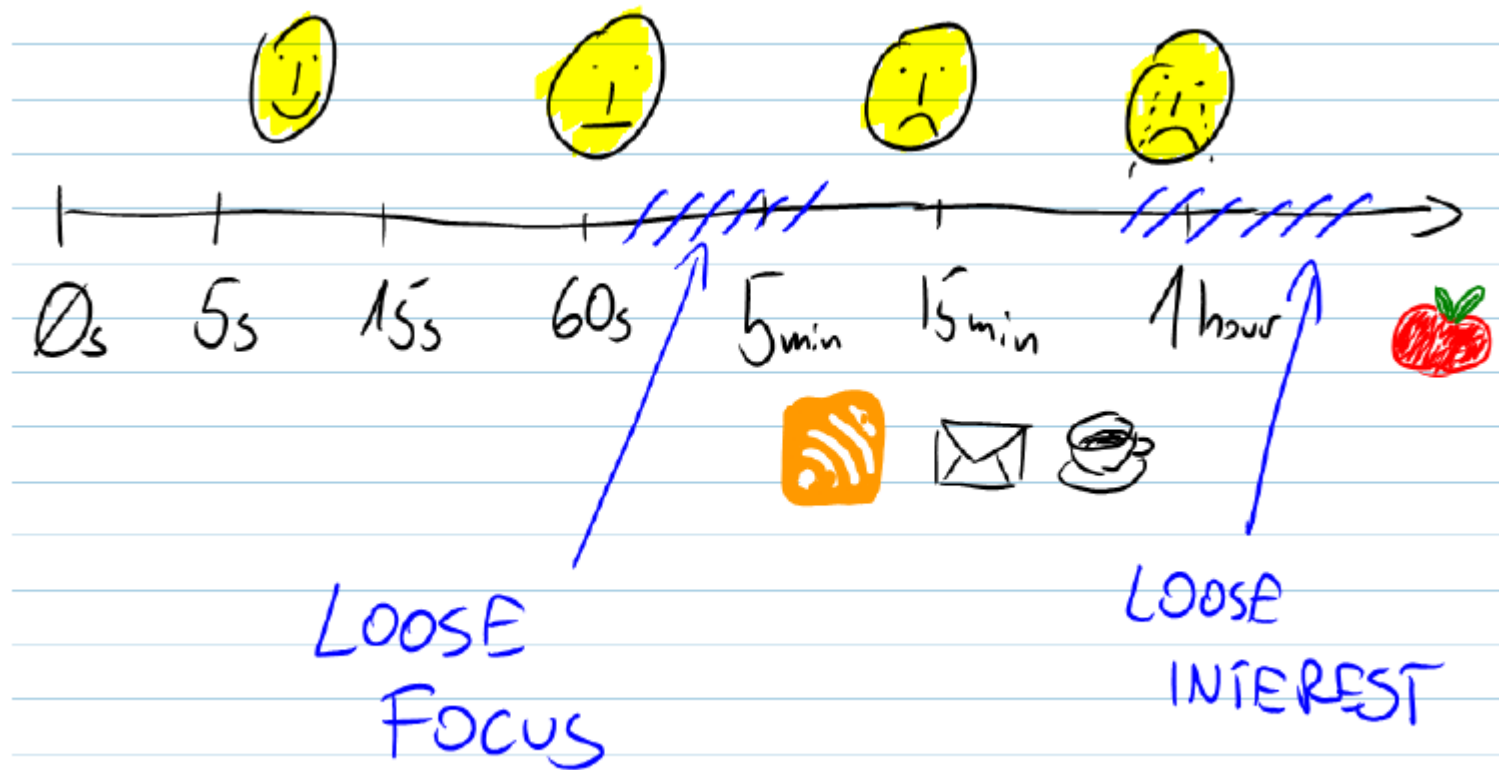 0s 5s 15s 60s 5min 15min 1hour
LOOSE
FOCUS
LOOSE
INTEREST